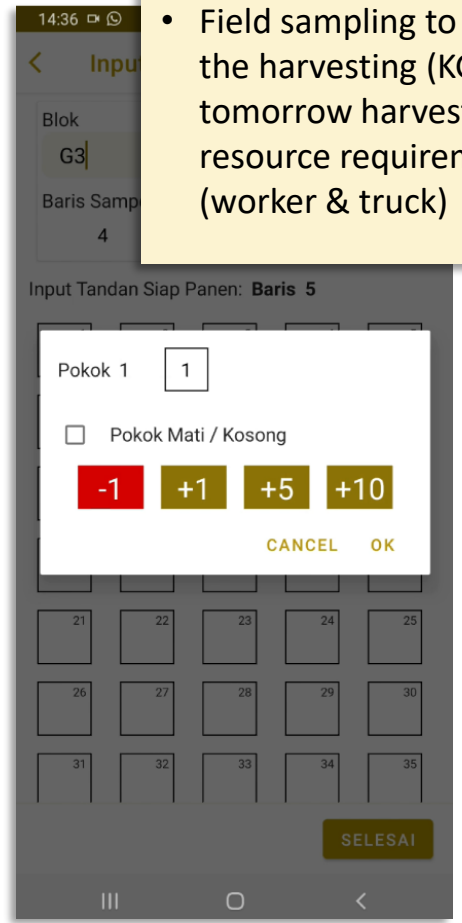 14:36
• Field sampling to
the harvesting (K
tomorrow harvest
resource requirem
(worker & truck)
Input
Blok
G3
Baris Samp
4
Input Tandan Siap Panen: Baris 5
Pokok 1 1
Pokok Mati / Kosong
-1 +1 +5 +10
CANCEL OK
21 22 23 24 25
26 27 28 29 30
31 32 33 34 35
SELESAI